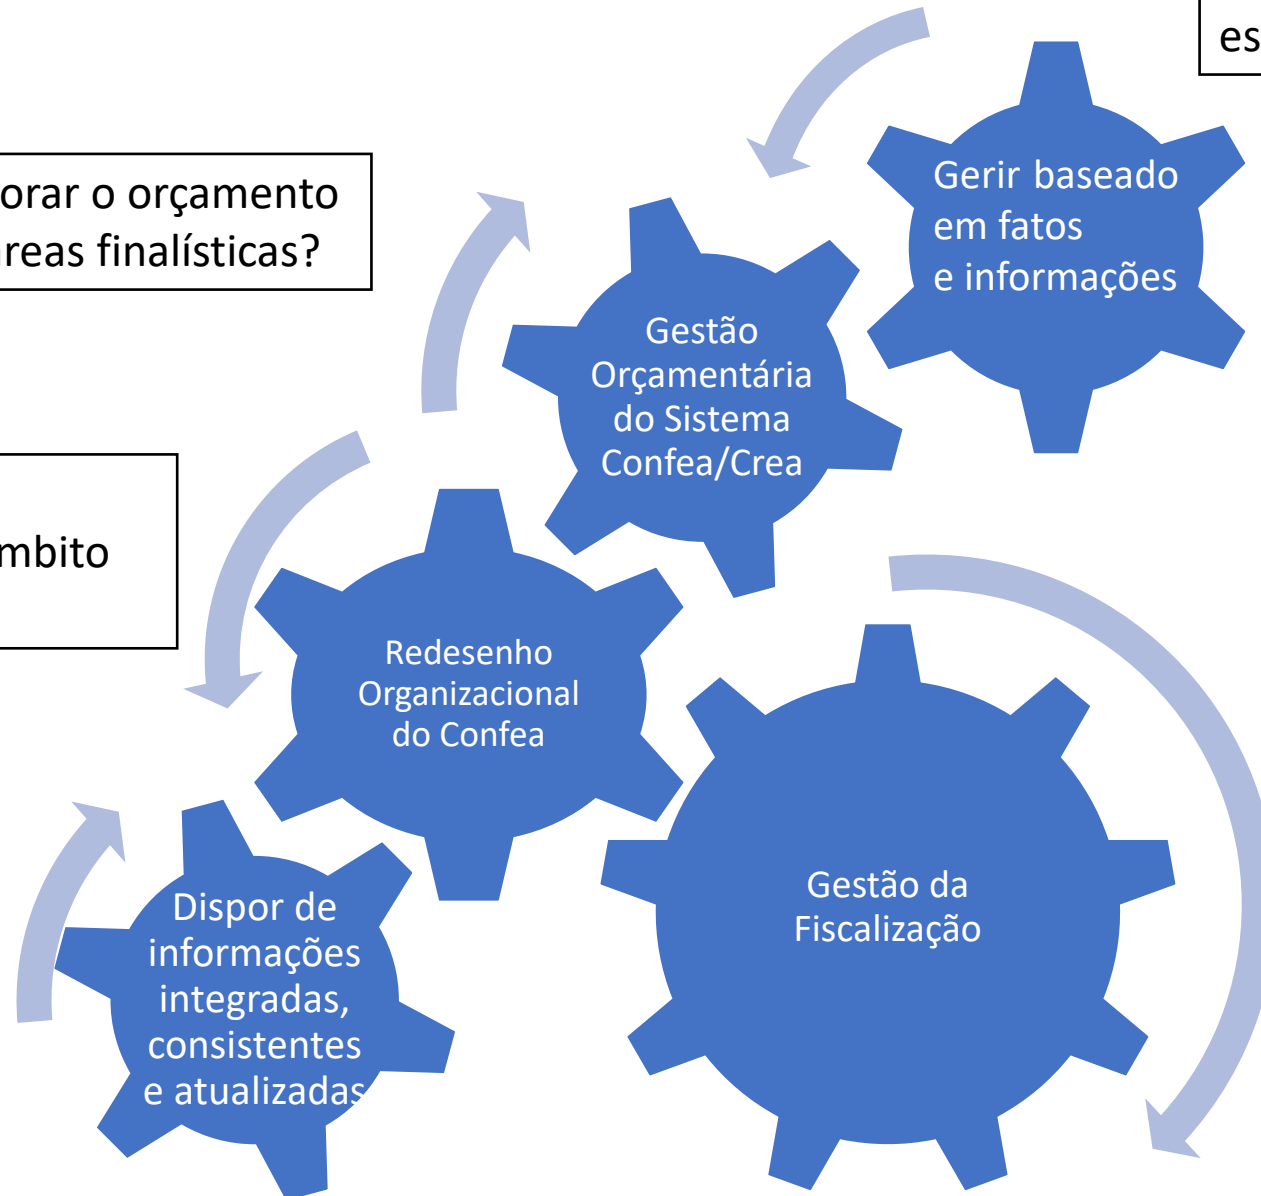 es
orar o orçamento
reas finalísticas?
Gerir baseado
em fatos
e informações
Gestão
Orçamentária
do Sistema
Confea/Crea
mbito
Redesenho
Organizacional
do Confea
Gestão da
Fiscalização
Dispor de
informações
integradas,
consistentes
e atualizadas